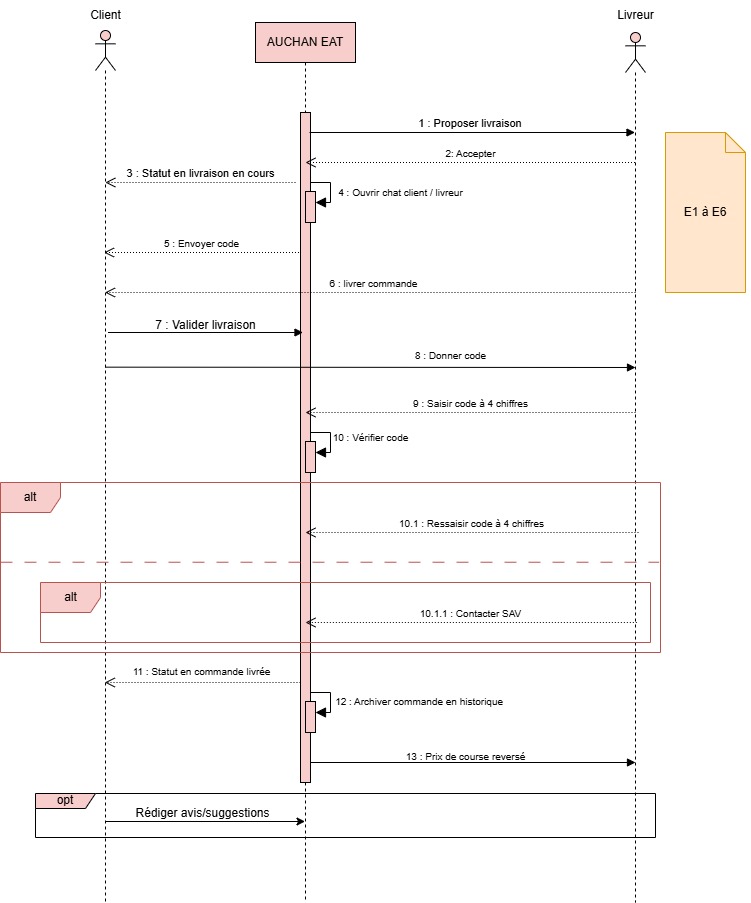 Client
Livreur
AUCHAN EAT
1 : Proposer livraison
2: Accepter
3 : Statut en livraison en cours
4 : Ouvrir chat client / livreur
E1 à E6
5 : Envoyer code
6 : livrer commande
7 : Valider livraison
8 : Donner code
9 : Saisir code à 4 chiffres
10 : Vérifier code
alt
10.1 : Ressaisir code à 4 chiffres
alt
10.1.1 : Contacter SAV
11 : Statut en commande livrée
12 : Archiver commande en historique
13 : Prix de course reversé
opt
Rédiger avis/suggestions